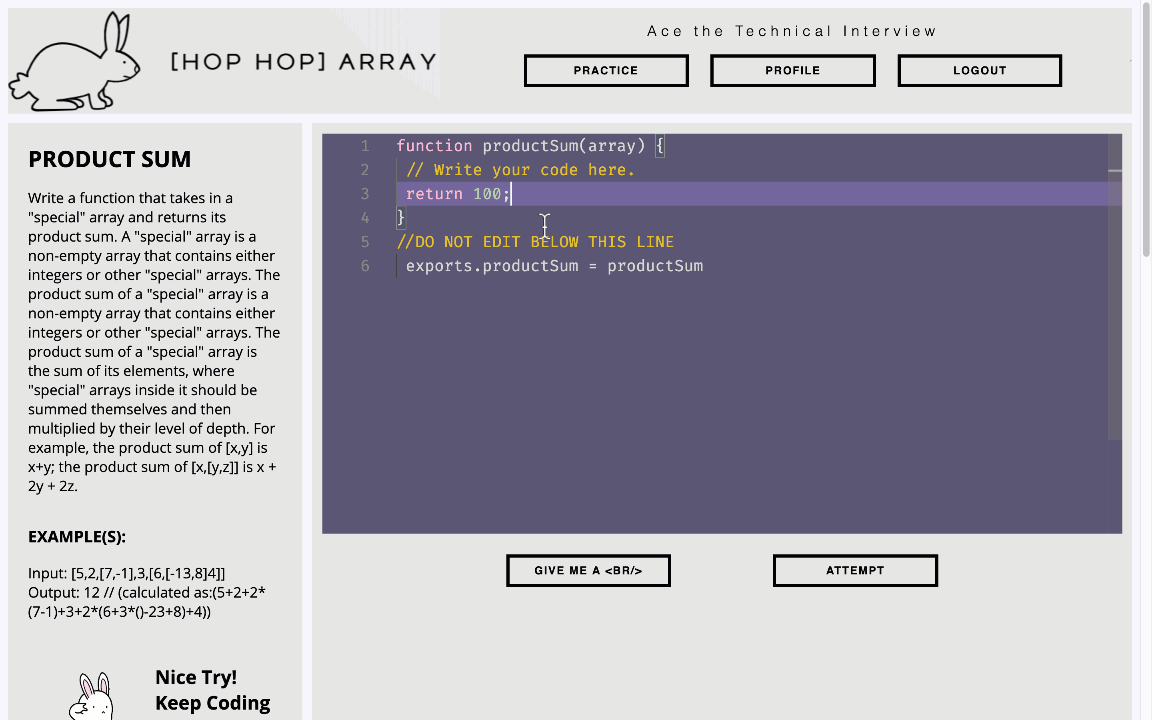 [HOP HOP] ARRAY
Ace the Technical Interview
PRACTICE
PROFILE
LOGOUT
PRODUCT SUM
Write a function that takes in a
"special" array and returns its
product sum. A "special" array is a
non-empty array that contains either
integers or other "special" arrays. The
product sum of a "special" array is a
non-empty array that contains either
integers or other "special" arrays. The
product sum of a "special" array is
the sum of its elements, where
"special" arrays inside it should be
summed themselves and then
multiplied by their level of depth. For
example, the product sum of [x,y] is
x+y; the product sum of [x,[y,z]] is x +
2y + 2z.
EXAMPLE(S):
Input: [5,2,[7,-1],3,[6,[-13,8]4]]
Output: 12 // (calculated as:(5+2+2*
(7-1)+3+2*(6+3*()-23+8)+4))
Nice Try!
Keep Coding
1 function productSum(array) {
2 // Write your code here.
3 return 100;
4 }
5 //DO NOT EDIT BELOW THIS LINE
6 exports.productSum = productSum
GIVE ME A <BR/>
ATTEMPT